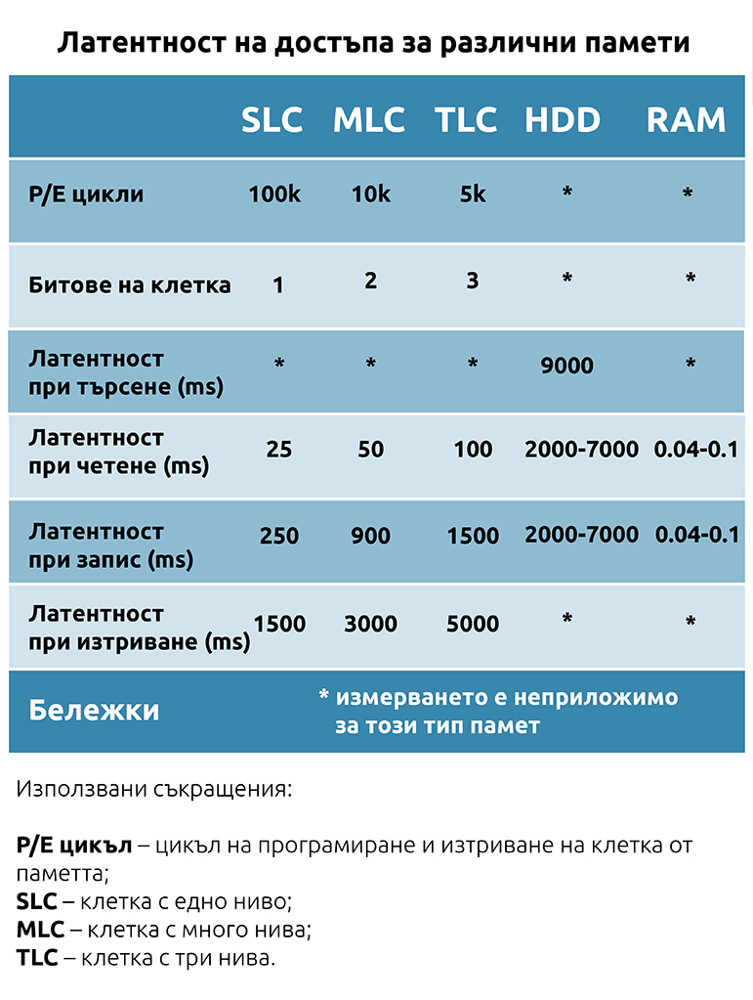 Латентност на достъпа за различни памети
SLC MLC TLC HDD RAM
P/E цикли 100k 10k 5k * *
Битове на клетка 1 2 3 * *
Латентност
при търсене (ms) * * * 9000 *
Латентност
при четене (ms) 25 50 100 2000-7000 0.04-0.1
Латентност
при запис (ms) 250 900 1500 2000-7000 0.04-0.1
Латентност
при изтриване (ms) 1500 3000 5000 * *
Бележки * измерването е неприложимо
за този тип памет
Използвани съкращения:
P/E цикъл – цикъл на програмиране и изтриване на клетка от
паметта;
SLC – клетка с едно ниво;
MLC – клетка с много нива;
TLC – клетка с три нива.